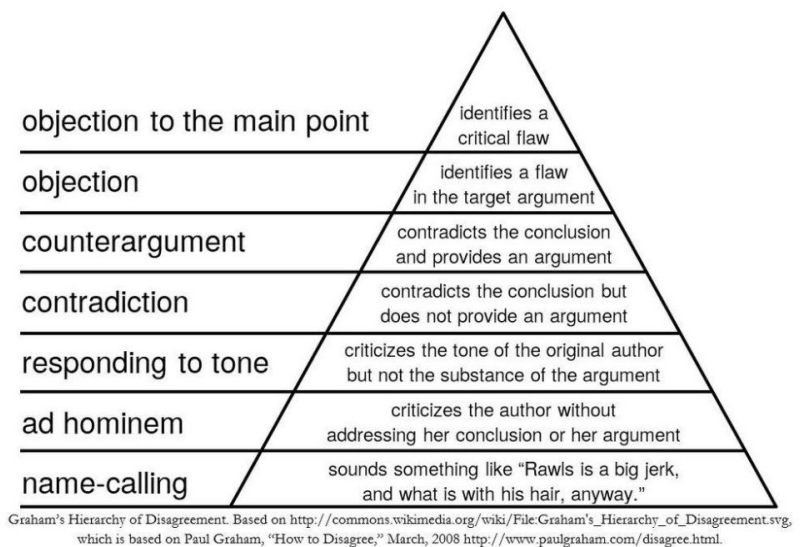 objection to the main point
identifies a
critical flaw
objection
identifies a flaw
in the target argument
counterargument
contradicts the conclusion
and provides an argument
contradiction
contradicts the conclusion but
does not provide an argument
responding to tone
criticizes the tone of the original author
but not the substance of the argument
ad hominem
criticizes the author without
addressing her conclusion or her argument
name-calling
sounds something like “Rawls is a big jerk,
and what is with his hair, anyway.”
Graham's Hierarchy of Disagreement. Based on http://commons.wikimedia.org/wiki/File:Graham's_Hierarchy_of_Disagreement.svg,
which is based on Paul Graham, “How to Disagree,” March, 2008 http://www.paulgraham.com/disagree.html.